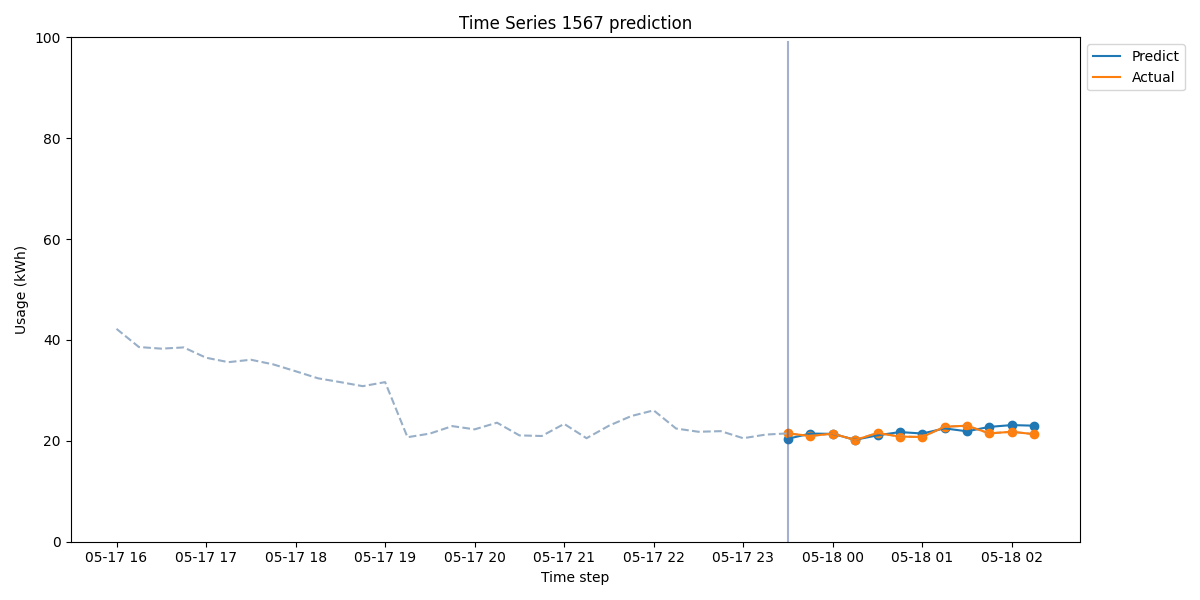 Time Series 1567 prediction
Predict
Actual
Usage (kWh)
100
80
60
40
20
0
05-17 16 05-17 17 05-17 18 05-17 19 05-17 20 05-17 21 05-17 22 05-17 23 05-18 00 05-18 01 05-18 02
Time step